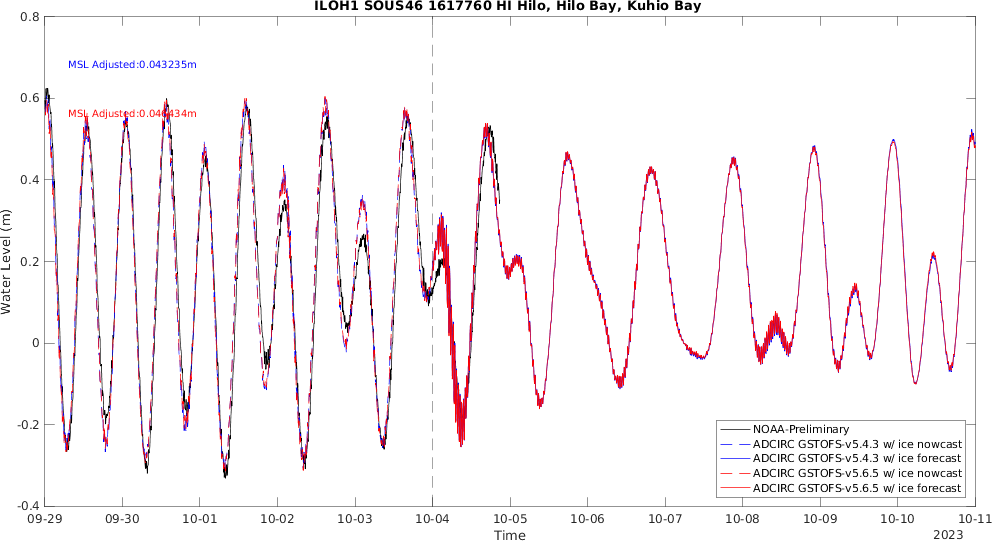 ILOH1 SOUS46 1617760 HI Hilo, Hilo Bay, Kuhio Bay
0.8
MSL Adjusted:0.043235m
0.6
MSL Adjusted:0.046434m
0.4
0.2
Water Level (m)
0
-0.2
-0.4
NOAA-Preliminary
ADCIRC GSTOFS-v5.4.3 w/ ice nowcast
ADCIRC GSTOFS-v5.4.3 w/ ice forecast
ADCIRC GSTOFS-v5.6.5 w/ ice nowcast
ADCIRC GSTOFS-v5.6.5 w/ ice forecast
09-29 09-30 10-01 10-02 10-03 10-04 10-05 10-06 10-07 10-08 10-09 10-10 10-11
Time
2023